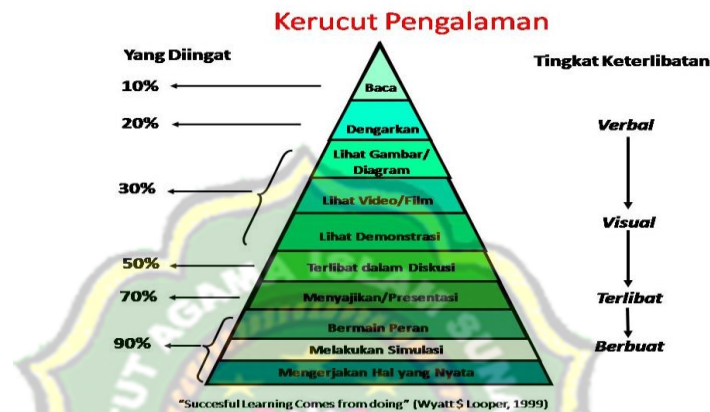 Kerucut Pengalaman
Yang Diingat
Tingkat Keterlibatan
10%
Baca
20%
Dengarkan
Verbal
Lihat Gambar/
Diagram
30%
Lihat Video/Film
Visual
Lihat Demonstrasi
50%
Terlibat dalam Diskusi
70%
Menyajikan/Presentasi
Terlibat
Bermain Peran
90%
Melakukan Simulasi
Berbuat
Mengerjakan Hal yang Nyata
"Succesful Learning Comes from doing" (Wyatt $ Looper, 1999)